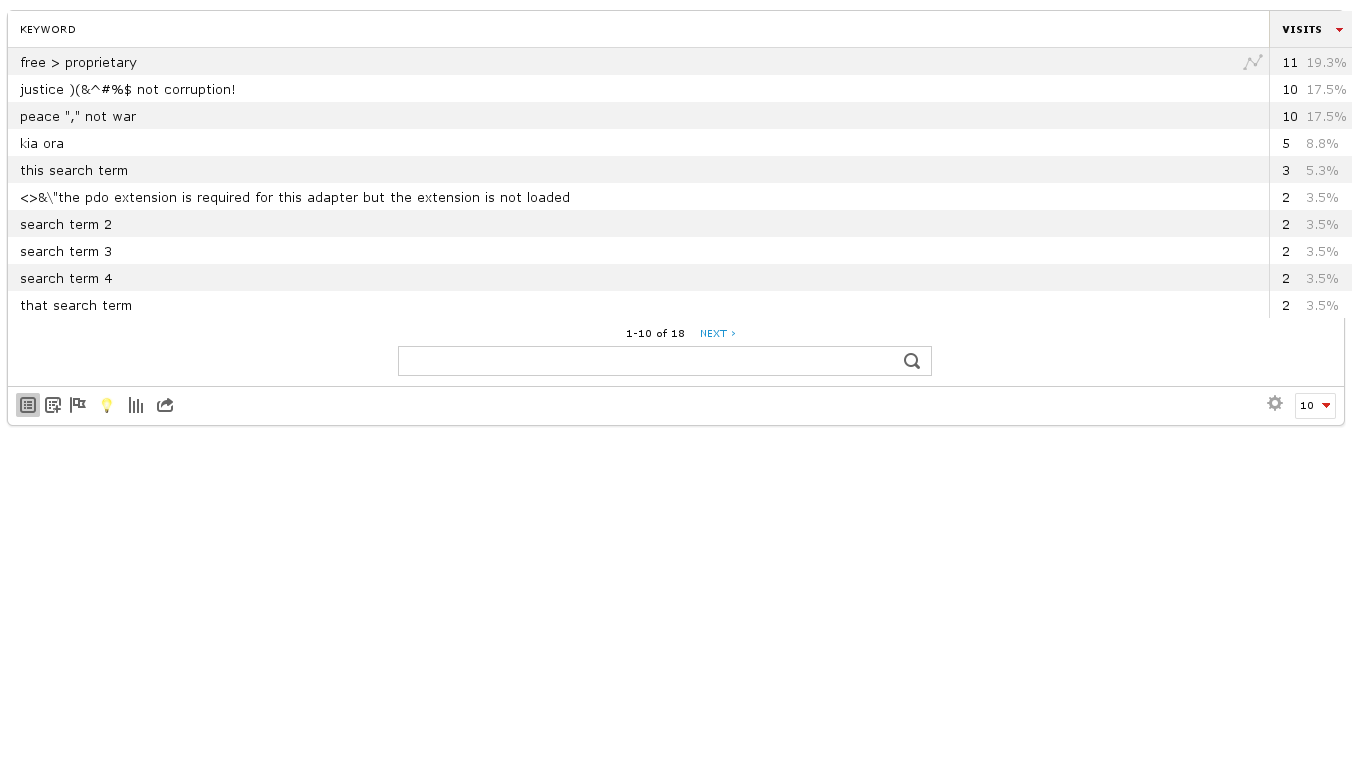 KEYWORD VISITS
free > proprietary 11 19.3%
justice )(&^#%$ not corruption! 10 17.5%
peace "," not war 10 17.5%
kia ora 5 8.8%
this search term 3 5.3%
<>&\"the pdo extension is required for this adapter but the extension is not loaded 2 3.5%
search term 2 2 3.5%
search term 3 2 3.5%
search term 4 2 3.5%
that search term 2 3.5%
1-10 of 18 NEXT ›
10